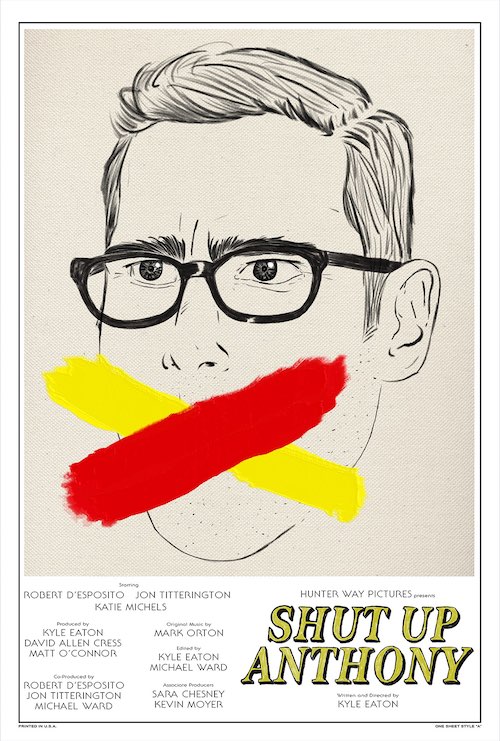 Starring
ROBERT D'ESPOSITO JON TITTERINGTON
KATIE MICHELS
Produced by
KYLE EATON
DAVID ALLEN CRESS
MATT O'CONNOR
Co-Produced by
ROBERT D'ESPOSITO
JON TITTERINGTON
MICHAEL WARD
Original Music by
MARK ORTON
Edited by
KYLE EATON
MICHAEL WARD
Associate Producers
SARA CHESNEY
KEVIN MOYER
HUNTER WAY PICTURES presents
SHUT UP
ANTHONY
Written and Directed by
KYLE EATON
PRINTED IN U.S.A.
ONE SHEET STYLE "A"